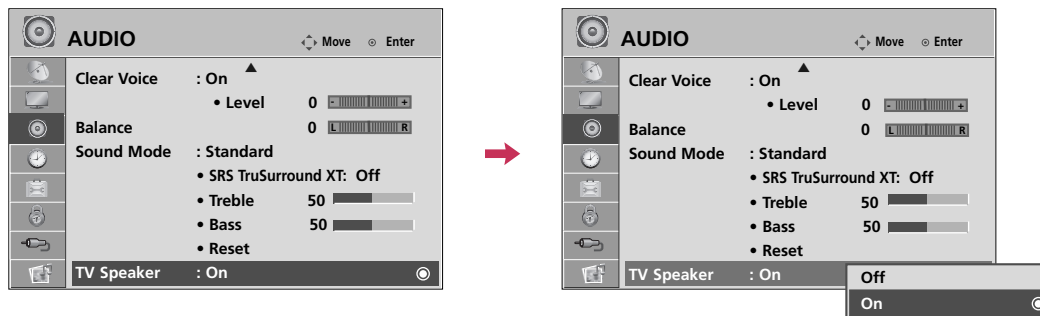 AUDIO
Move Enter
Clear Voice : On
• Level 0 - +
Balance 0 L R
Sound Mode : Standard
• SRS TruSurround XT: Off
• Treble 50
• Bass 50
• Reset
TV Speaker : On
AUDIO
Move Enter
Clear Voice : On
• Level 0 - +
Balance 0 L R
Sound Mode : Standard
• SRS TruSurround XT: Off
• Treble 50
• Bass 50
• Reset
TV Speaker : On
Off
On